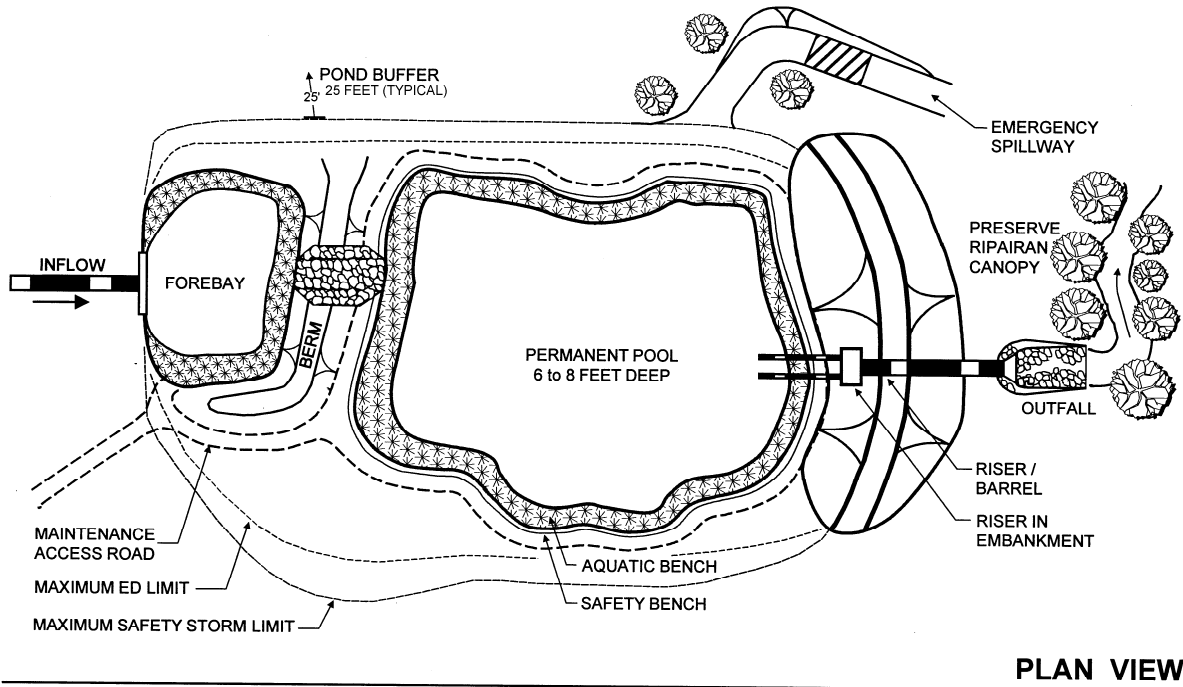 POND BUFFER
25' 25 FEET (TYPICAL)
EMERGENCY
SPILLWAY
PRESERVE
RIPAIRAN
CANOPY
INFLOW
FOREBAY
BERM
PERMANENT POOL
6 to 8 FEET DEEP
OUTFALL
RISER /
BARREL
RISER IN
EMBANKMENT
MAINTENANCE
ACCESS ROAD
AQUATIC BENCH
MAXIMUM ED LIMIT
SAFETY BENCH
MAXIMUM SAFETY STORM LIMIT
PLAN VIEW